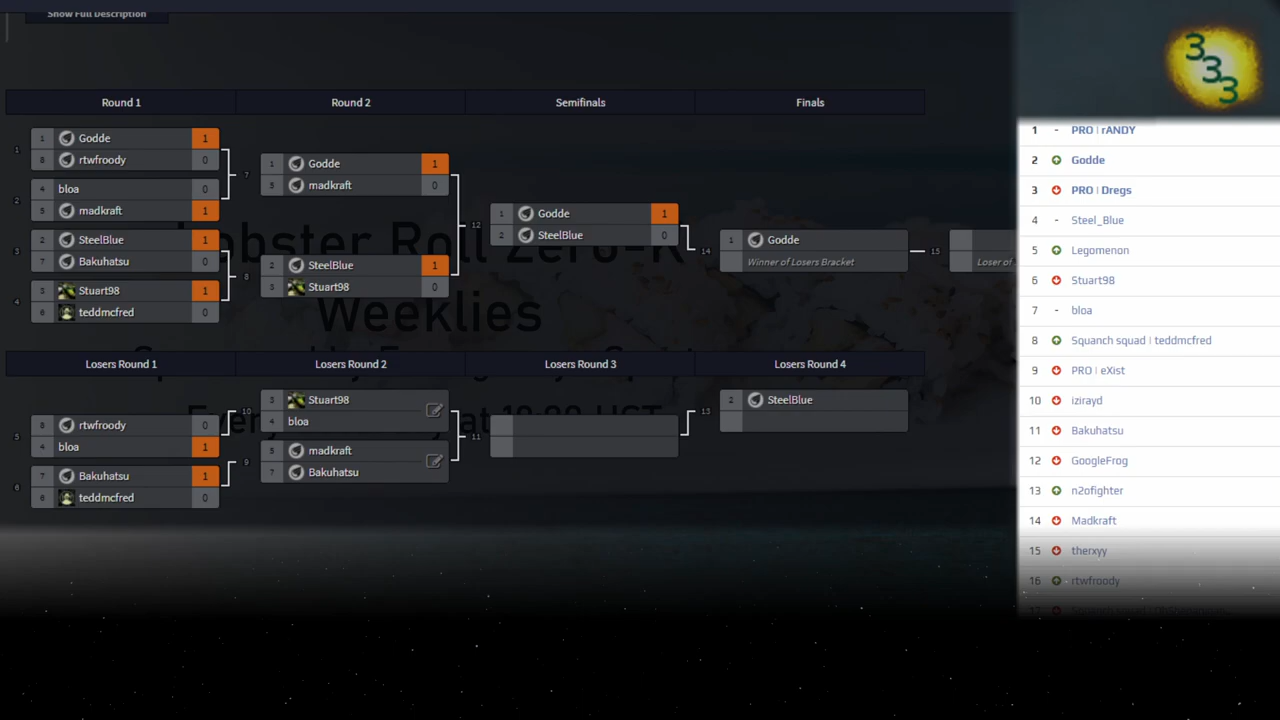 Show Full Description
Round 1
Round 2
Semifinals
Finals
1
1 Godde 1
8 rtwfroody 0
2
4 bloa 0
5 madkraft 1
3
2 SteelBlue 1
7 Bakuhatsu 0
4
3 Stuart98 1
6 teddmcfred 0
7
1 Godde 1
5 madkraft 0
8
2 SteelBlue 1
3 Stuart98 0
12
1 Godde 1
2 SteelBlue 0
14
1 Godde
Winner of Losers Bracket
15
Loser of
Lobster Roll Zero-K
Weeklies
Losers Round 1
Losers Round 2
Losers Round 3
Losers Round 4
5
8 rtwfroody 0
4 bloa 1
6
7 Bakuhatsu 1
6 teddmcfred 0
10
3 Stuart98
4 bloa
9
5 madkraft
7 Bakuhatsu
11
13
2 SteelBlue
333
1 - PRO | rANDY
2 Godde
3 PRO | Dregs
4 - Steel_Blue
5 Legomenon
6 Stuart98
7 - bloa
8 Squanch squad | teddmcfred
9 PRO | eXist
10 izirayd
11 Bakuhatsu
12 GoogleFrog
13 n2ofighter
14 Madkraft
15 therxyy
16 rtwfroody